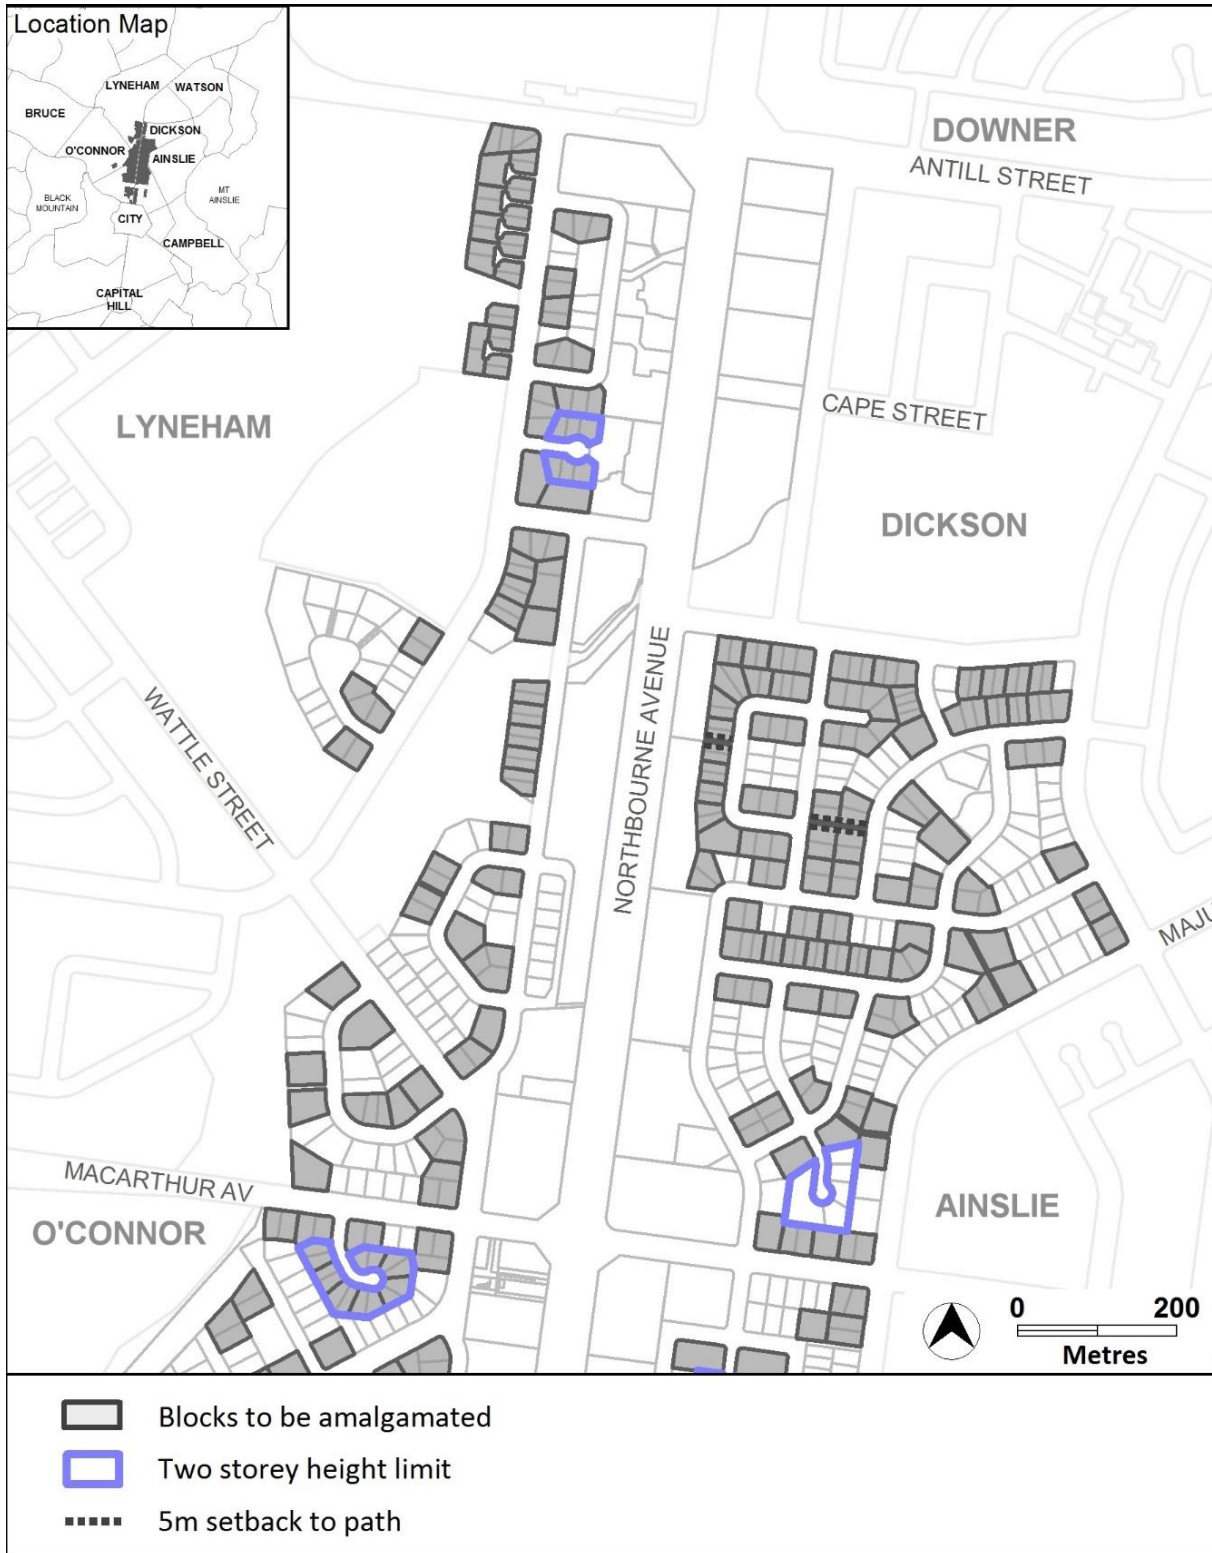 Location Map
LYNEHAM
WATSON
BRUCE
DICKSON
O'CONNOR
AINSLIE
BLACK
MOUNTAIN
MT
AINSLIE
CITY
CAMPBELL
CAPITAL
HILL
DOWNER
ANTILL STREET
LYNEHAM
CAPE STREET
DICKSON
NORTHBOURNE AVENUE
WATTLE STREET
MAJU
MACARTHUR AV
O'CONNOR
AINSLIE
0 200
Metres
Blocks to be amalgamated
Two storey height limit
5m setback to path